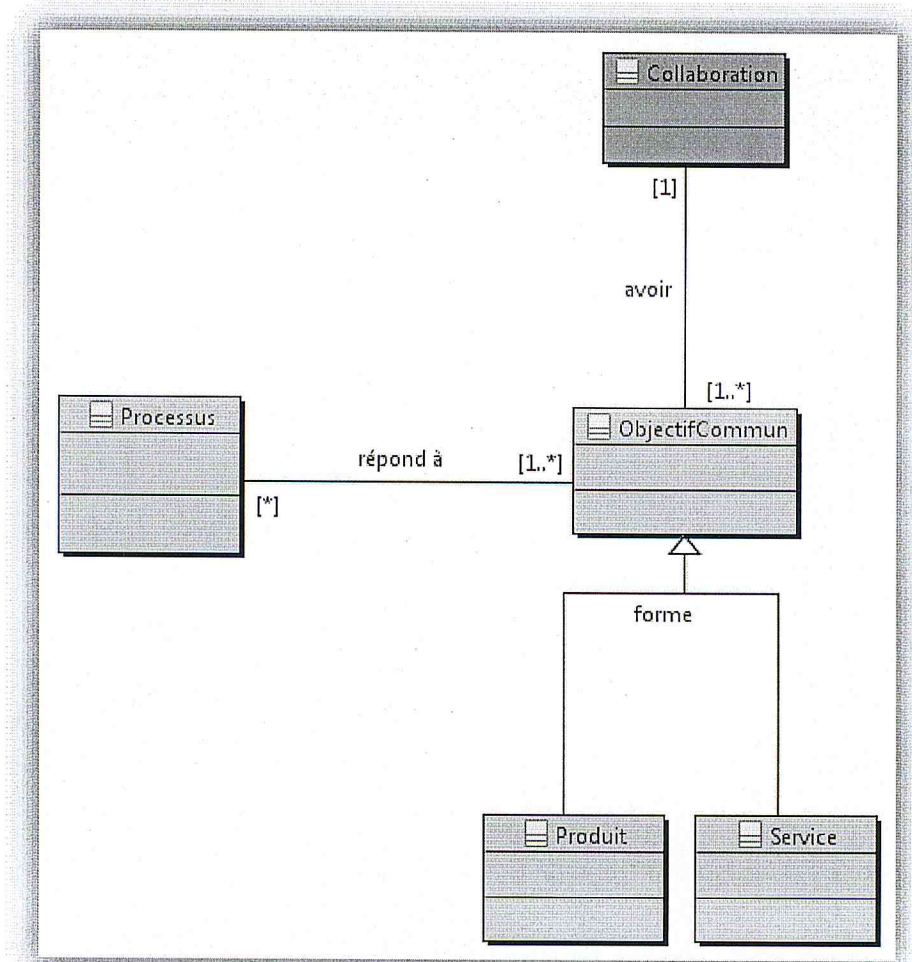 Collaboration
[1]
avoir
[1..*]
Processus
ObjectifCommun
répond à
[1..*]
[*]
forme
Produit
Service